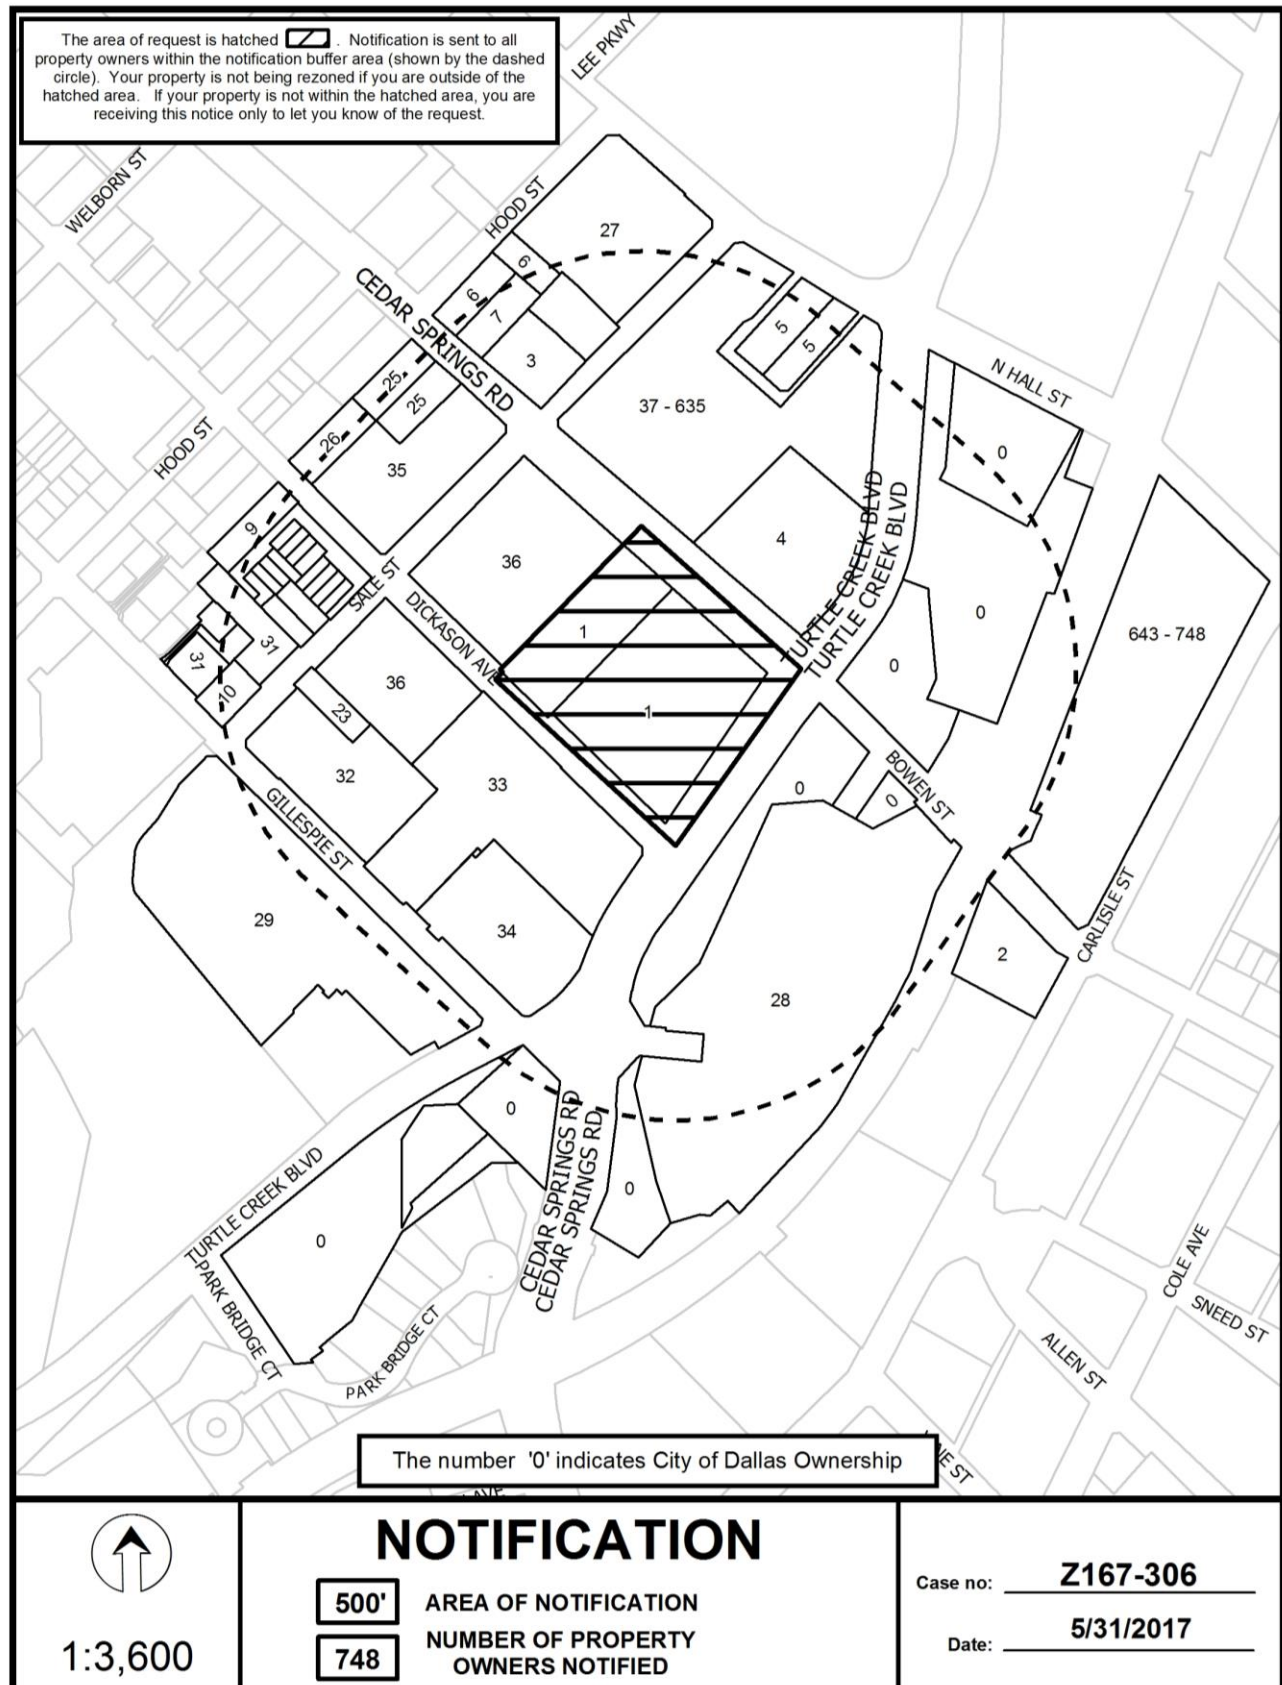 The area of request is hatched . Notification is sent to all
property owners within the notification buffer area (shown by the dashed
circle). Your property is not being rezoned if you are outside of the
hatched area. If your property is not within the hatched area, you are
receiving this notice only to let you know of the request.
LEE PKWY
WELBORN ST
HOOD ST
27
6
6
7
3
CEDAR SPRINGS RD
5
5
25
25
37 - 635
N HALL ST
26
35
0
HOOD ST
9
36
4
TURTLE CREEK BLVD
TURTLE CREEK BLVD
SALE ST
DICKASON AVE
1
0
643 - 748
31
31
10
36
0
23
1
32
33
0
0
BOWEN ST
GILLESPIE ST
29
34
2
CARLISLE ST
28
0
CEDAR SPRINGS RD
CEDAR SPRINGS RD
0
TURTLE CREEK BLVD
0
PARK BRIDGE CT
PARK BRIDGE CT
COLE AVE
SNEED ST
ALLEN ST
The number '0' indicates City of Dallas Ownership
NE ST
AVE
1:3,600
NOTIFICATION
500' AREA OF NOTIFICATION
748 NUMBER OF PROPERTY
OWNERS NOTIFIED
Case no: Z167-306
Date: 5/31/2017